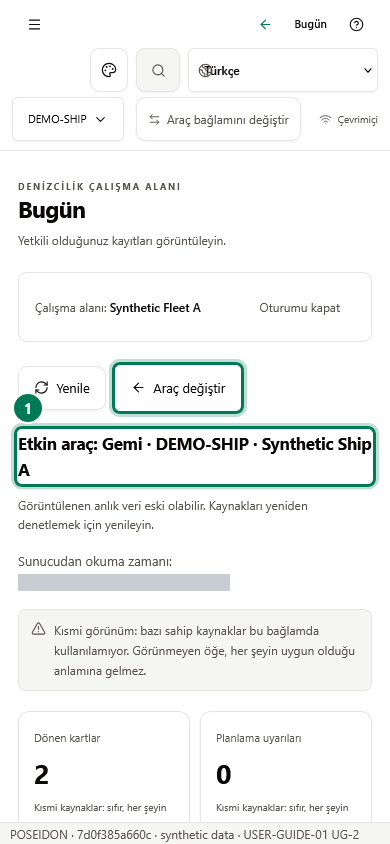 Bugün
Türkçe
DEMO-SHIP
Araç bağlamını değiştir
Çevrimiçi
DENİZCİLİK ÇALIŞMA ALANI
Bugün
Yetkili olduğunuz kayıtları görüntüleyin.
Çalışma alanı: Synthetic Fleet A
Oturumu kapat
Yenile
Araç değiştir
1
Etkin araç: Gemi · DEMO-SHIP · Synthetic Ship
A
Görüntülenen anlık veri eski olabilir. Kaynakları yeniden
denetlemek için yenileyin.
Sunucudan okuma zamanı:
Kısmi görünüm: bazı sahip kaynaklar bu bağlamda
kullanılamıyor. Görünmeyen öğe, her şeyin uygun olduğu
anlamına gelmez.
Dönen kartlar
2
Kısmi kaynaklar: sıfır, her şeyin
Planlama uyarıları
0
Kısmi kaynaklar: sıfır, her şeyin
POSEIDON · 7d0f385a660c · synthetic data · USER-GUIDE-01 UG-2